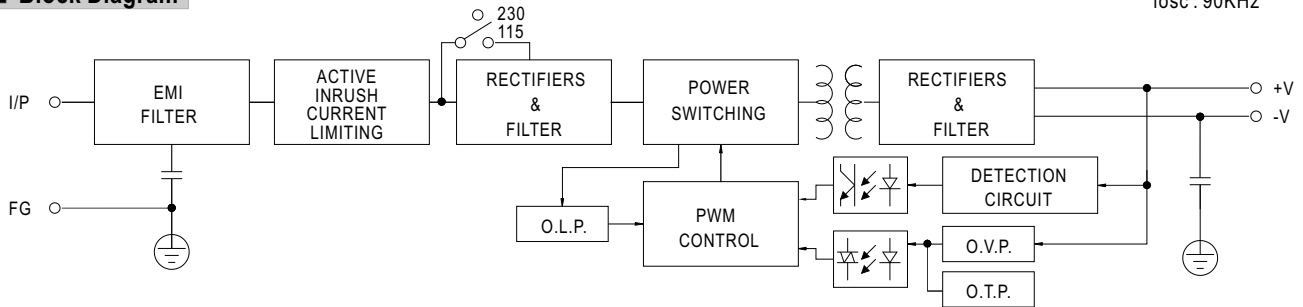 Block Diagram
fosc : 90KHz
230
115
I/P
EMI
FILTER
ACTIVE
INRUSH
CURRENT
LIMITING
RECTIFIERS
&
FILTER
POWER
SWITCHING
RECTIFIERS
&
FILTER
+V
-V
FG
O.L.P.
PWM
CONTROL
DETECTION
CIRCUIT
O.V.P.
O.T.P.